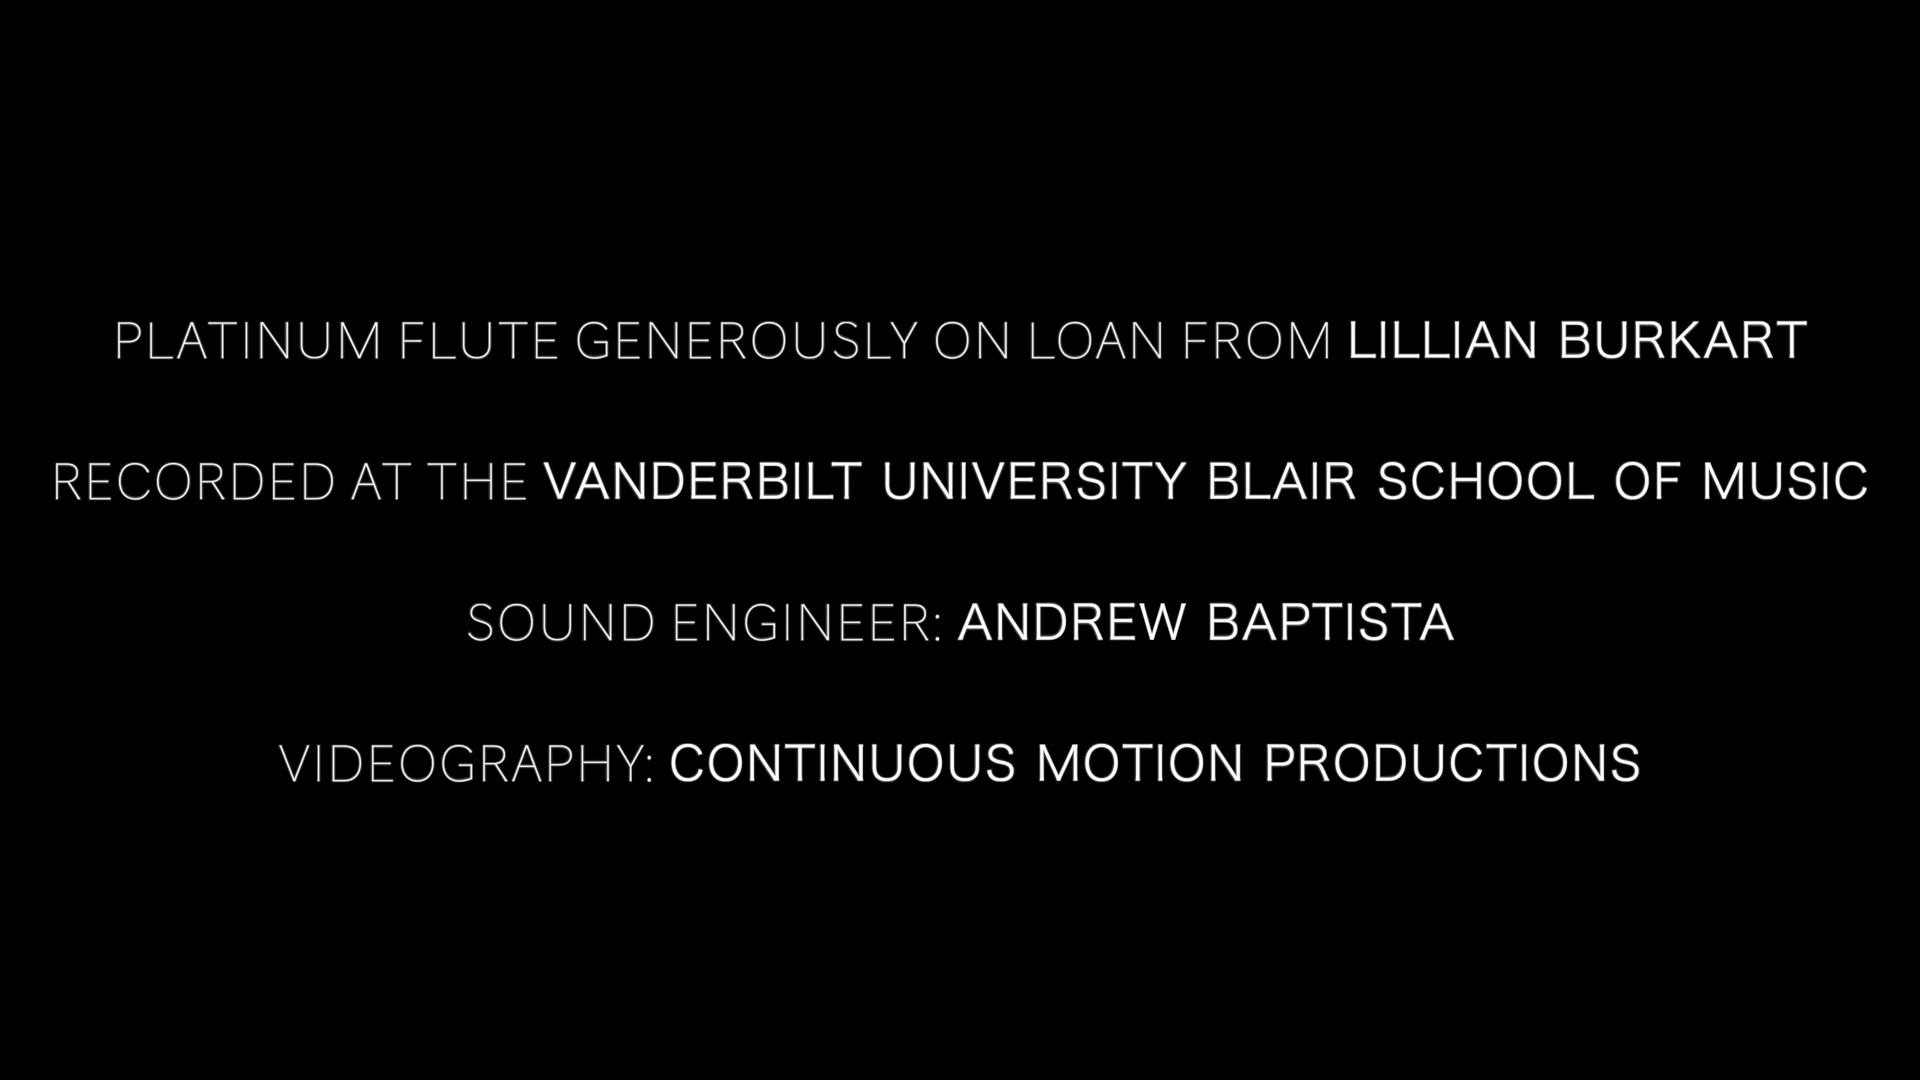 PLATINUM FLUTE GENEROUSLY ON LOAN FROM LILLIAN BURKART
RECORDED AT THE VANDERBILT UNIVERSITY BLAIR SCHOOL OF MUSIC
SOUND ENGINEER: ANDREW BAPTISTA
VIDEOGRAPHY: CONTINUOUS MOTION PRODUCTIONS